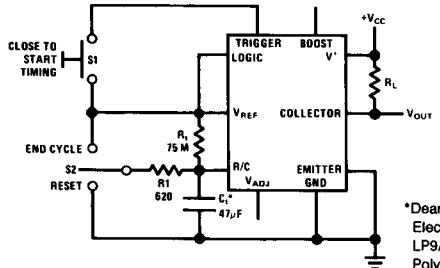 CLOSE TO
START
TIMING
S1
TRIGGER
BOOST
LOGIC
V+
+VCC
RL
VREF
COLLECTOR
VOUT
Rt
75 M
END CYCLE
S2
R/C
EMITTER
RESET
R1
620
VADJ
GND
Ct*
47μF
*Dear
Elec
LP9A
Poly